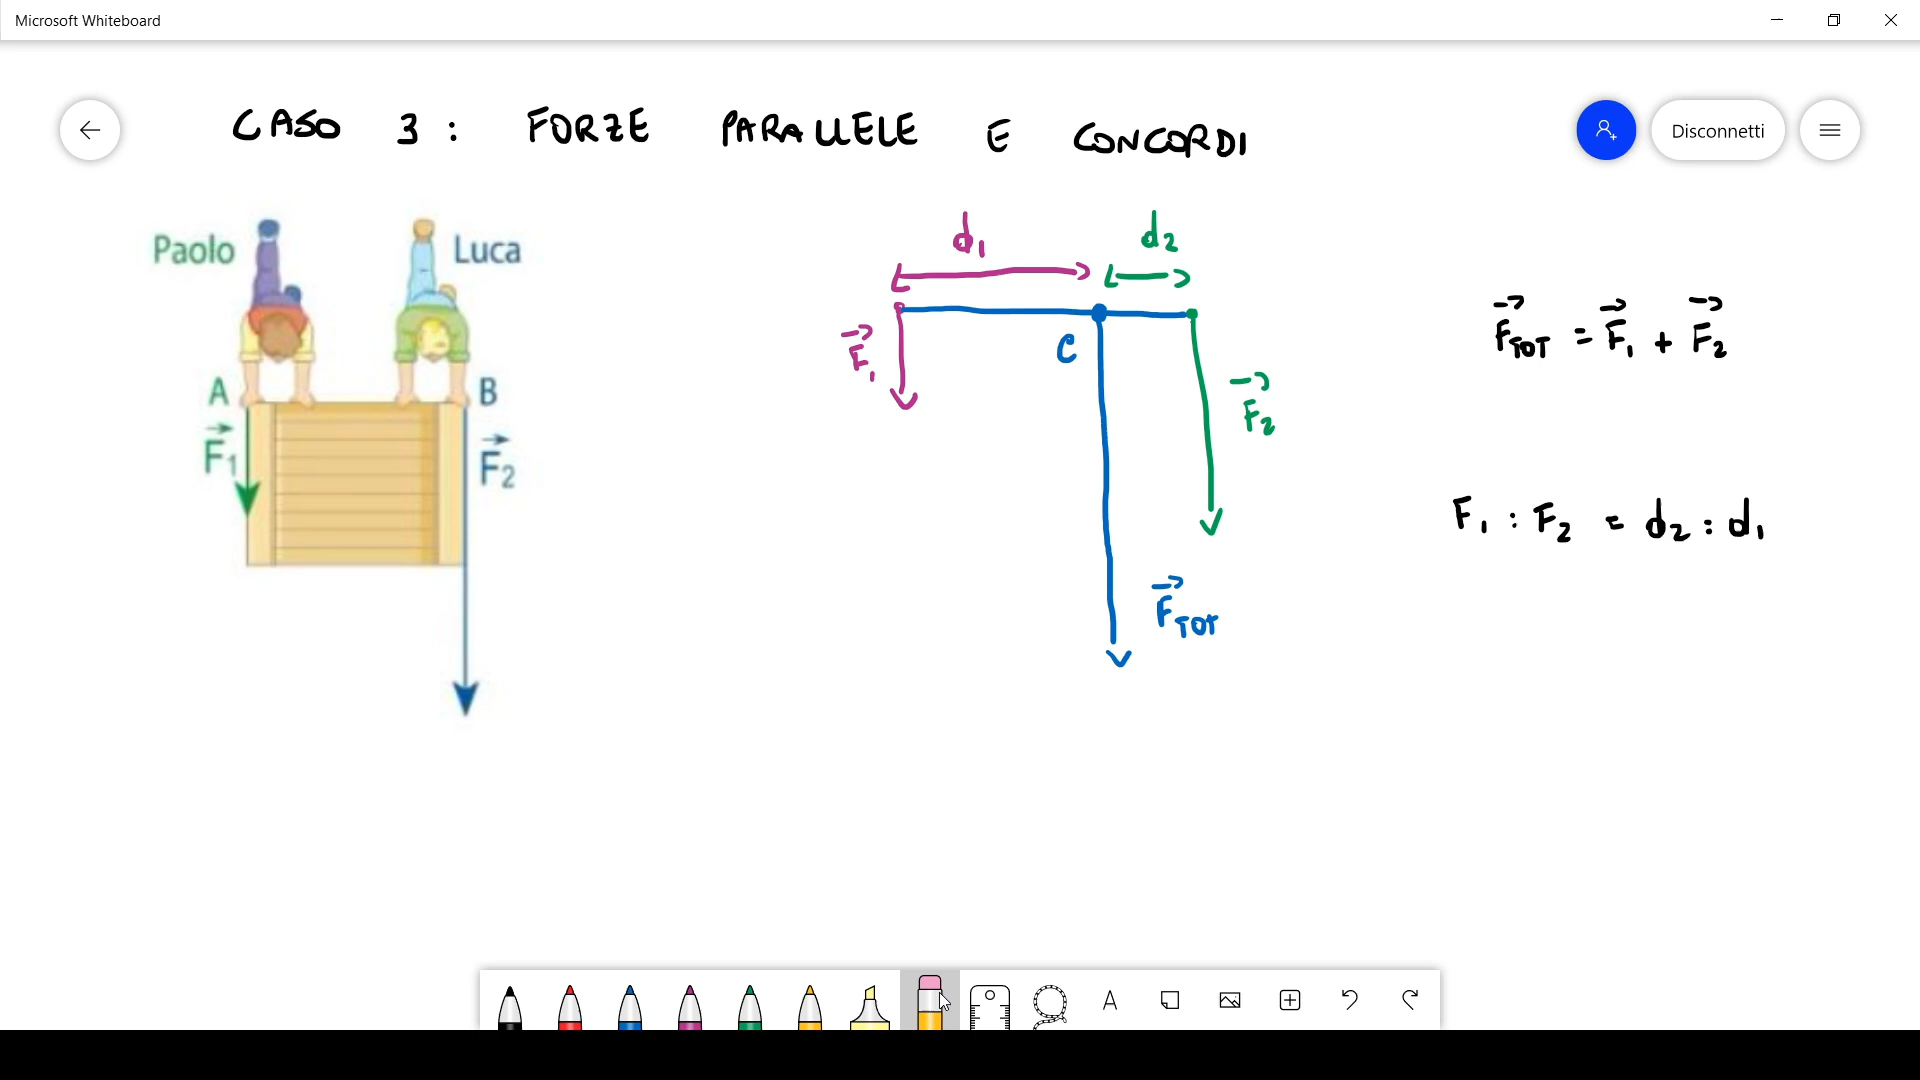 Microsoft Whiteboard
CASO 3 : FORZE PARALLELE E CONCORDI
Disconnetti
Paolo
Luca
A
B
F⃗1
F⃗2
d1
d2
F⃗1
C
F⃗2
F⃗TOT
F⃗TOT = F⃗1 + F⃗2
F1 : F2 = d2 : d1
A